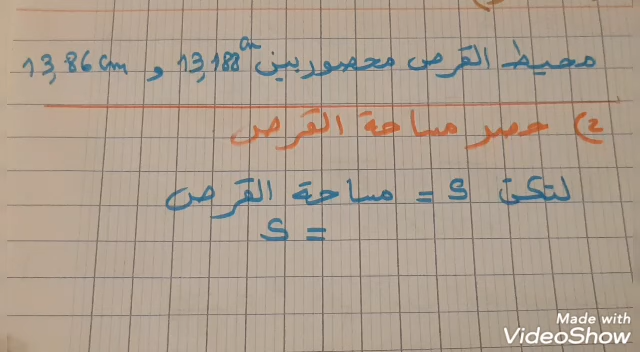 محيط القرص محصور بين 13,188 cm و 13,86 cm
2) حصر مساحة القرص
لتكن S = مساحة القرص
S =
Made with
VideoShow